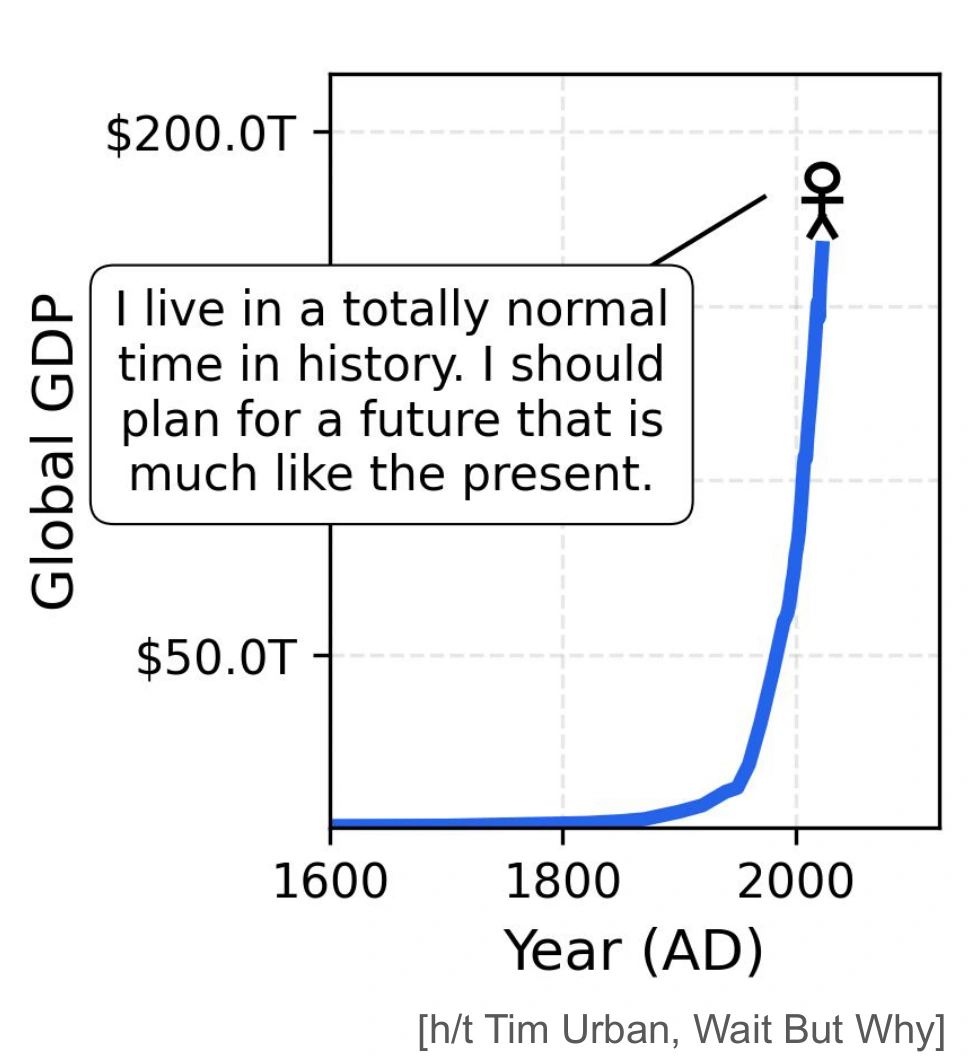 $200.0T
I live in a totally normal
time in history. I should
plan for a future that is
much like the present.
Global GDP
$50.0T
1600 1800 2000
Year (AD)
[h/t Tim Urban, Wait But Why]